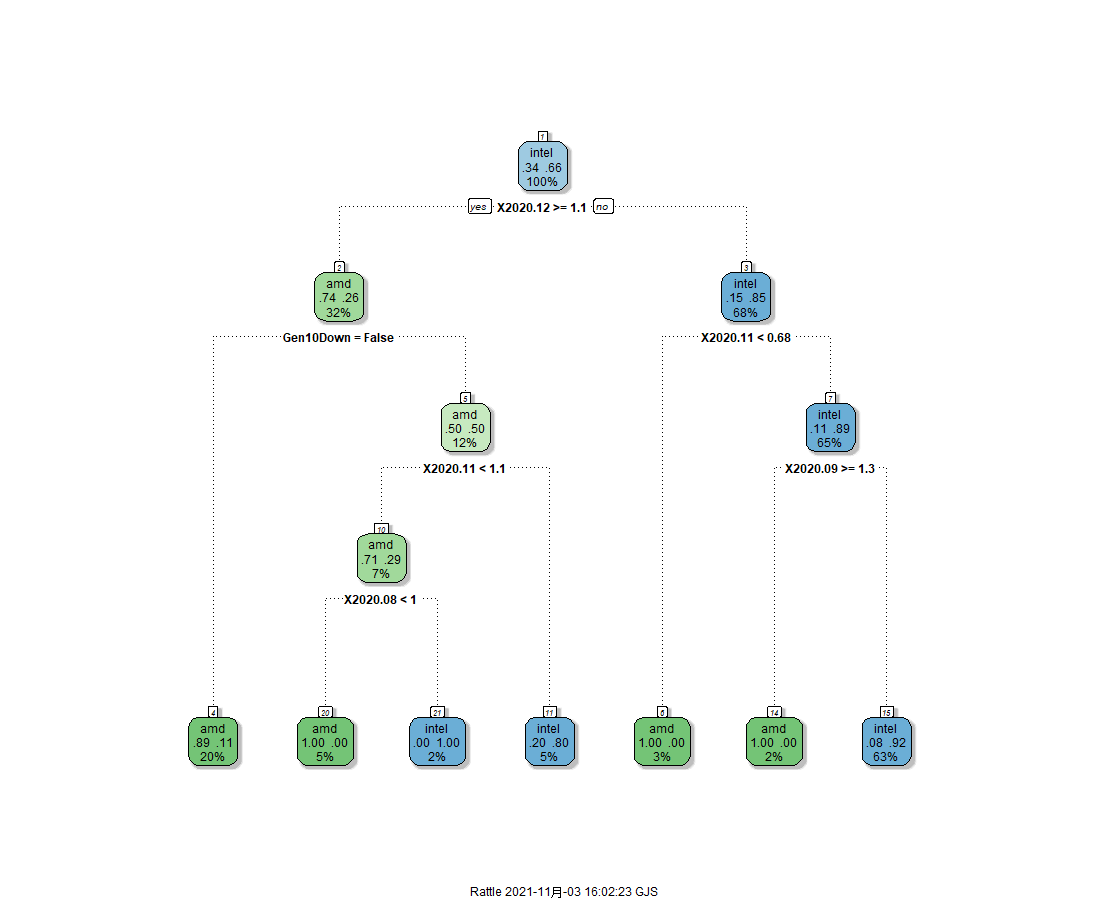 1
intel
.34 .66
100%
yes X2020.12 >= 1.1 no
2
amd
.74 .26
32%
3
intel
.15 .85
68%
Gen10Down = False
X2020.11 < 0.68
5
amd
.50 .50
12%
7
intel
.11 .89
65%
X2020.11 < 1.1
X2020.09 >= 1.3
10
amd
.71 .29
7%
X2020.08 < 1
4
amd
.89 .11
20%
20
amd
1.00 .00
5%
21
intel
.00 1.00
2%
11
intel
.20 .80
5%
6
amd
1.00 .00
3%
14
amd
1.00 .00
2%
15
intel
.08 .92
63%
Rattle 2021-11月-03 16:02:23 GJS